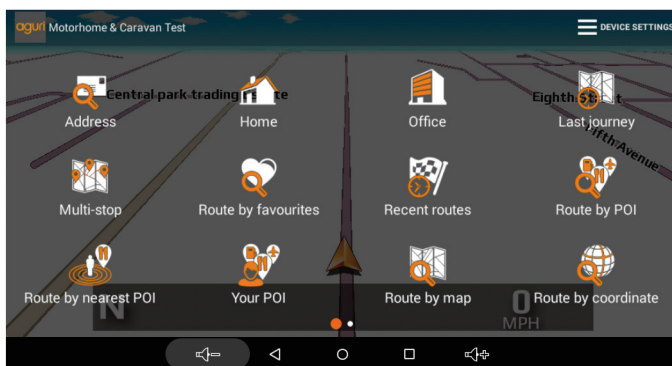 aguri Motorhome & Caravan Test
DEVICE SETTINGS
Central park trading te
Eighth St t
Address
Home
Office
Last journey
Fifth Avenue
Multi-stop
Route by favourites
Recent routes
Route by POI
Route by nearest POI
Your POI
Route by map
Route by coordinate
N
0
MPH